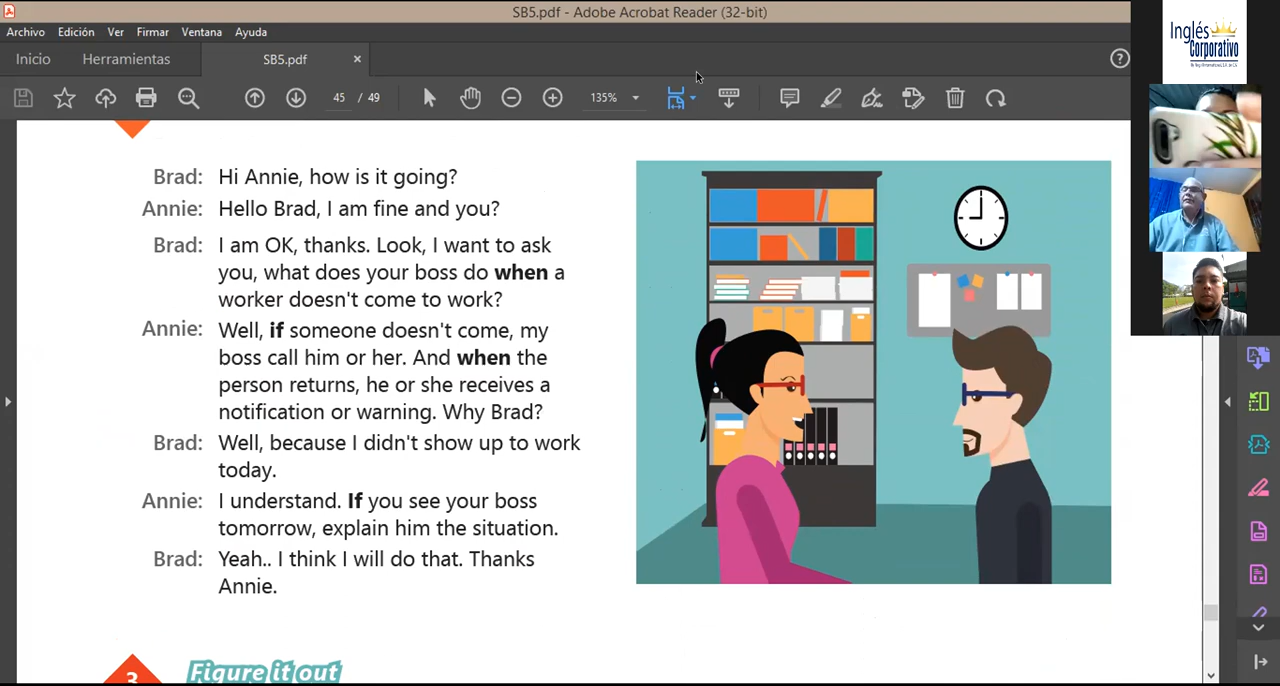 SB5.pdf - Adobe Acrobat Reader (32-bit)
Archivo Edición Ver Firmar Ventana Ayuda
Inicio Herramientas SB5.pdf
45 / 49 135%
Inglés
Corporativo
Brad: Hi Annie, how is it going?
Annie: Hello Brad, I am fine and you?
Brad: I am OK, thanks. Look, I want to ask
you, what does your boss do when a
worker doesn't come to work?
Annie: Well, if someone doesn't come, my
boss call him or her. And when the
person returns, he or she receives a
notification or warning. Why Brad?
Brad: Well, because I didn't show up to work
today.
Annie: I understand. If you see your boss
tomorrow, explain him the situation.
Brad: Yeah.. I think I will do that. Thanks
Annie.
3 Figure it out